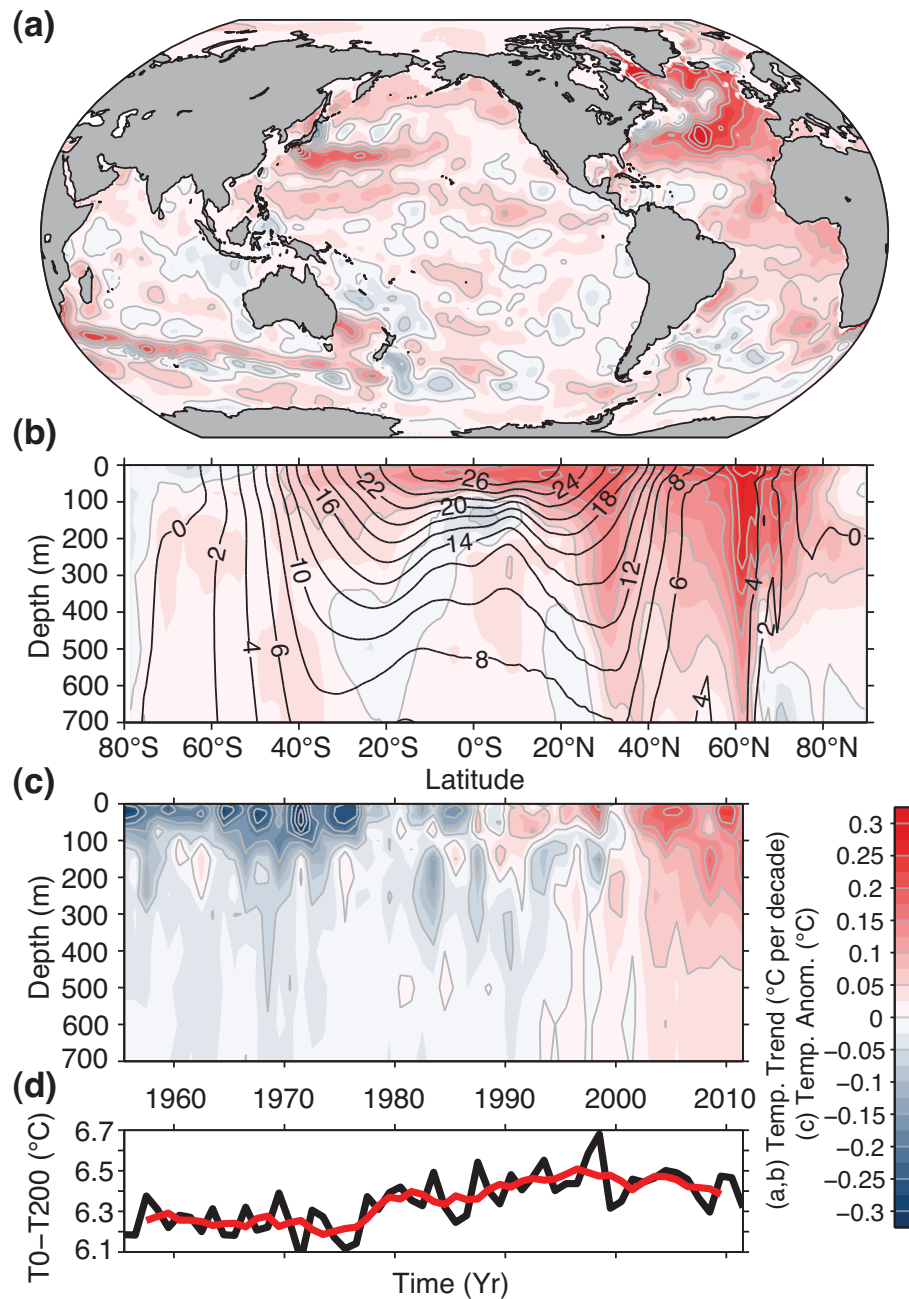 (a)
(b)
0
100
200
300
400
500
600
700
Depth (m)
0
2
4
6
16
10
22
26
20
14
8
24
18
12
8
6
4
2
0
4
80°S
60°S
40°S
20°S
0°S
20°N
40°N
60°N
80°N
Latitude
(c)
0
100
200
300
400
500
600
700
Depth (m)
1960
1970
1980
1990
2000
2010
(a,b) Temp. Trend (°C per decade)
(c) Temp. Anom. (°C)
0.3
0.25
0.2
0.15
0.1
0.05
0
−0.05
−0.1
−0.15
−0.2
−0.25
−0.3
(d)
T0−T200 (°C)
6.7
6.5
6.3
6.1
Time (Yr)